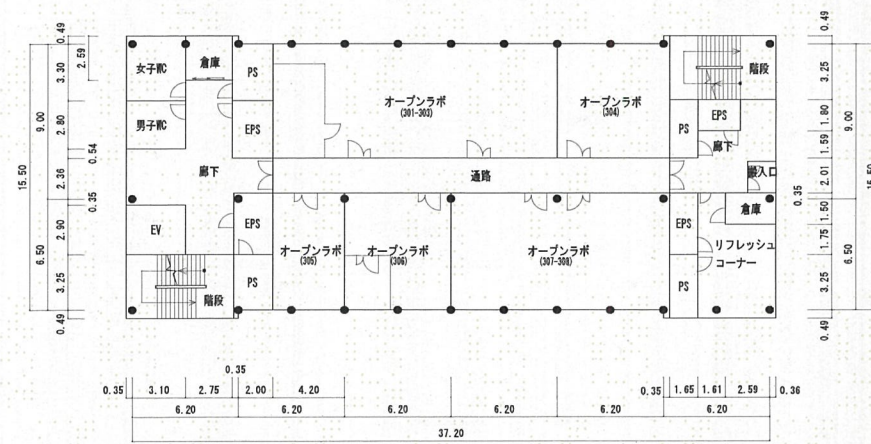 0.49
2.59
3.30
9.00
2.80
0.54
2.36
15.50
0.35
2.90
6.50
3.25
0.49
女子WC
倉庫
PS
男子WC
EPS
廊下
EV
EPS
階段
PS
オープンラボ
(301-303)
オープンラボ
(304)
通路
オープンラボ
(305)
オープンラボ
(306)
オープンラボ
(307-308)
階段
PS
EPS
廊下
搬入口
EPS
倉庫
リフレッシュ
コーナー
PS
0.49
3.25
9.00
1.80
1.59
2.01
15.50
0.35
1.50
1.75
6.50
3.25
0.49
0.35
0.35 3.10 2.75 2.00 4.20 0.35 1.65 1.61 2.59 0.36
6.20 6.20 6.20 6.20 6.20 6.20
37.20